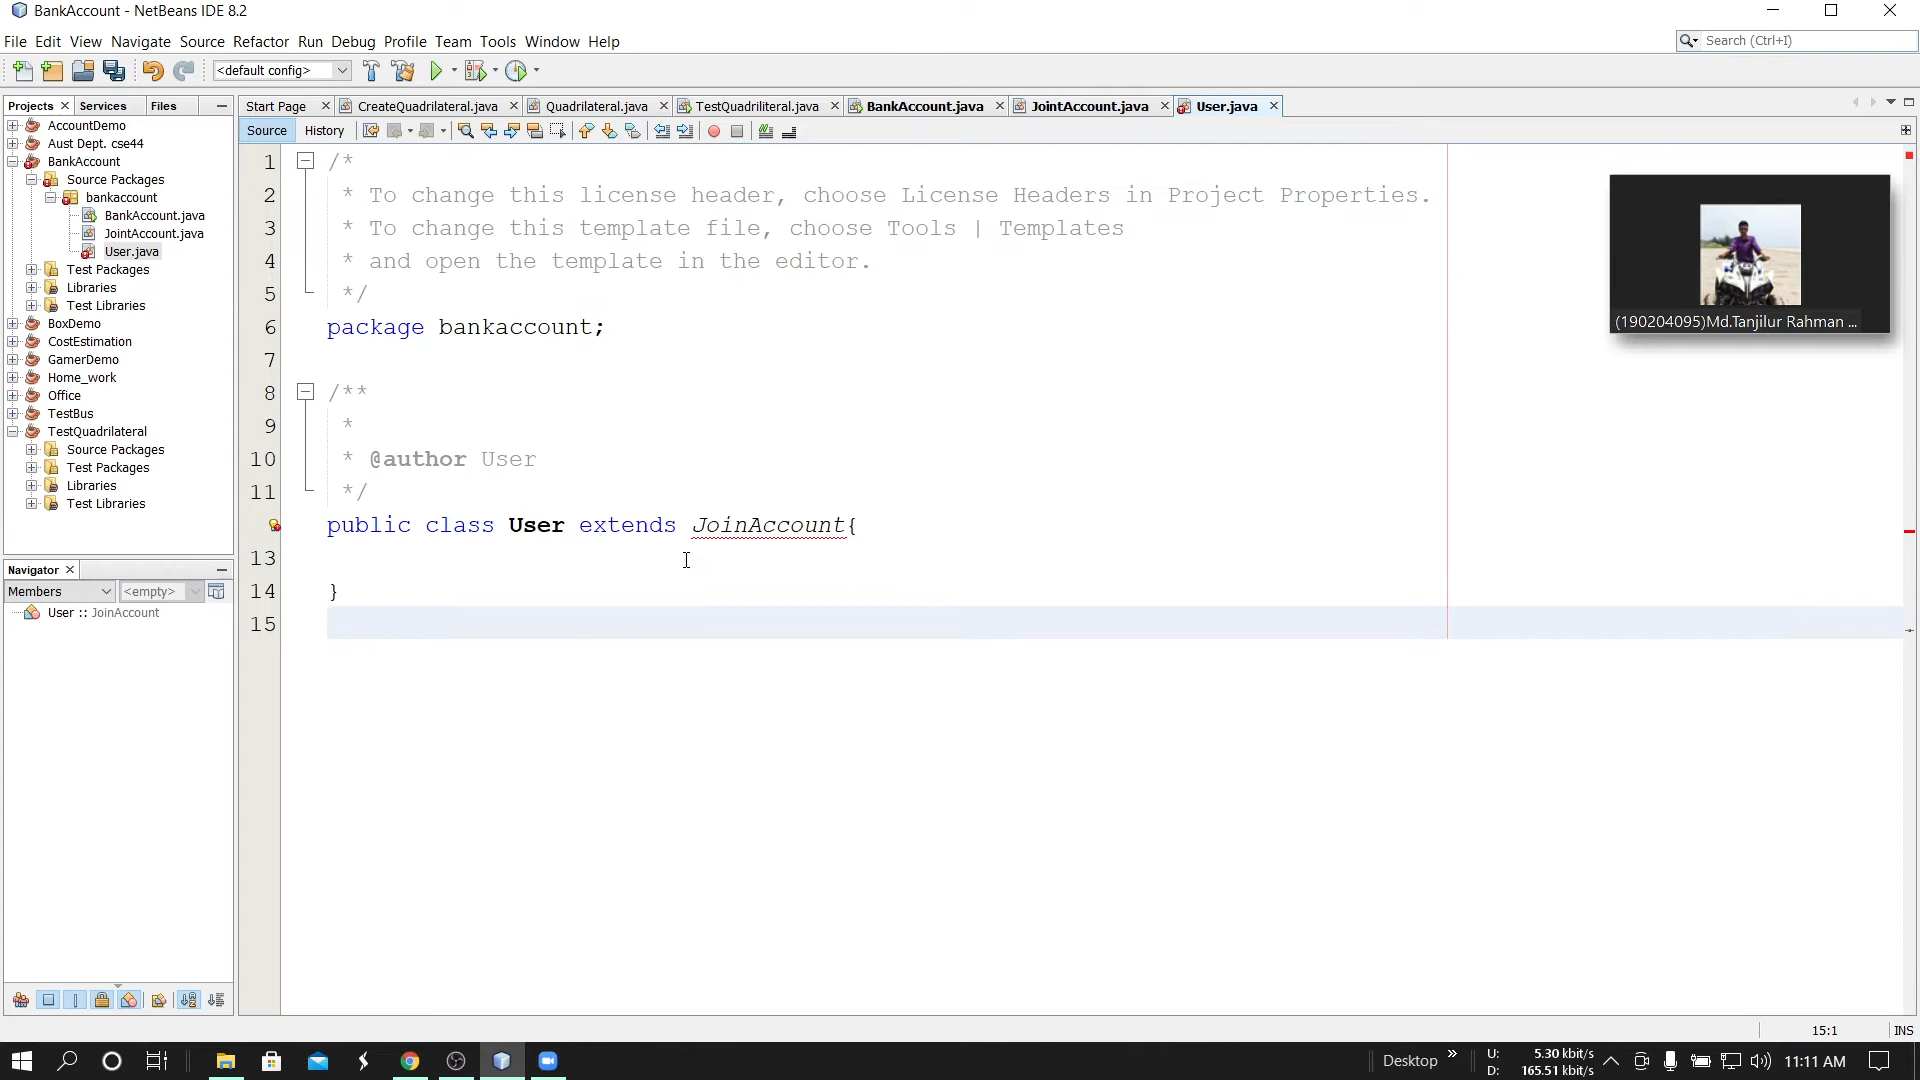 BankAccount - NetBeans IDE 8.2
File Edit View Navigate Source Refactor Run Debug Profile Team Tools Window Help
Search (Ctrl+I)
<default config>
Projects Services Files
Start Page CreateQuadrilateral.java Quadrilateral.java TestQuadriliteral.java BankAccount.java JointAccount.java User.java
Source History
AccountDemo
Aust Dept. cse44
BankAccount
Source Packages
bankaccount
BankAccount.java
JointAccount.java
User.java
Test Packages
Libraries
Test Libraries
BoxDemo
CostEstimation
GamerDemo
Home_work
Office
TestBus
TestQuadrilateral
Source Packages
Test Packages
Libraries
Test Libraries
Navigator
Members <empty>
User :: JoinAccount
1 /*
2 * To change this license header, choose License Headers in Project Properties.
3 * To change this template file, choose Tools | Templates
4 * and open the template in the editor.
5 */
6 package bankaccount;
7
8 /**
9 *
10 * @author User
11 */
public class User extends JoinAccount{
13
14 }
15
(190204095)Md.Tanjilur Rahman ...
15:1 INS
Desktop
U: 5.30 kbit/s
D: 165.51 kbit/s
11:11 AM